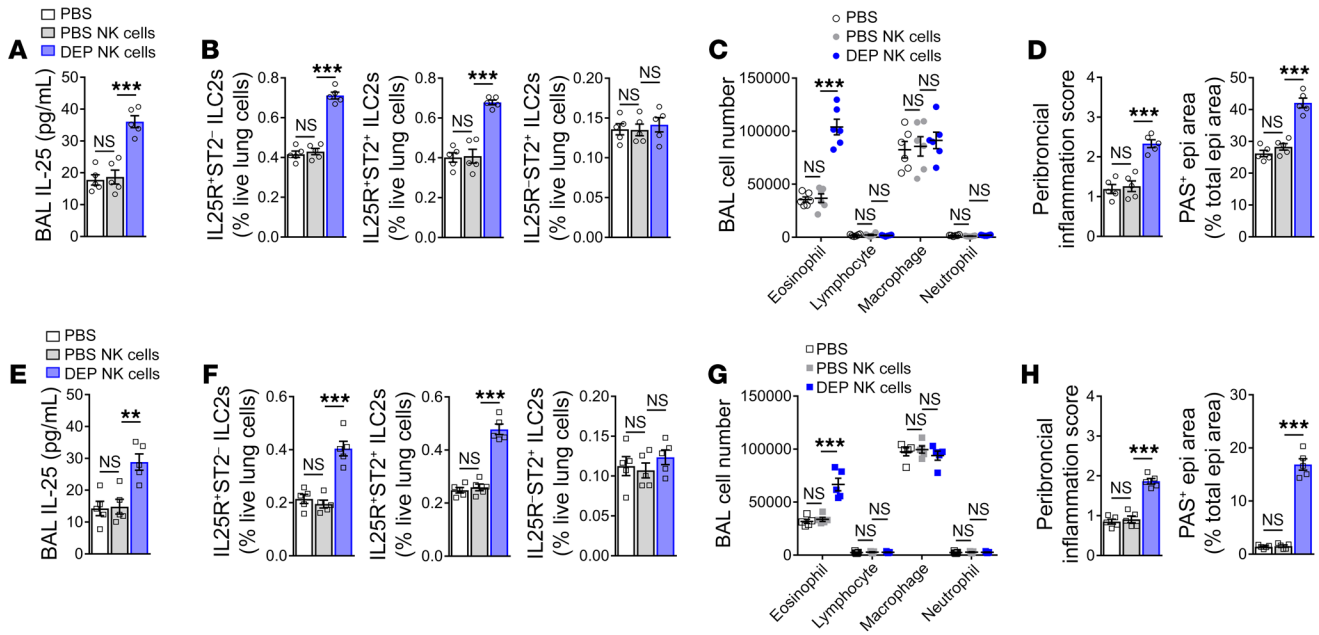 A
PBS
PBS NK cells
DEP NK cells
BAL IL-25 (pg/mL)
50
40
30
20
10
0
NS
***
B
IL25R+ST2− ILC2s
(% live lung cells)
0.8
0.6
0.4
0.2
0.0
NS
***
IL25R+ST2+ ILC2s
(% live lung cells)
0.8
0.6
0.4
0.2
0.0
NS
***
IL25R−ST2+ ILC2s
(% live lung cells)
0.20
0.15
0.10
0.05
0.00
NS
NS
C
PBS
PBS NK cells
DEP NK cells
BAL cell number
150000
100000
50000
0
NS
***
NS
NS
NS
NS
NS
NS
Eosinophil
Lymphocyte
Macrophage
Neutrophil
D
Peribroncial
inflammation score
4
3
2
1
0
NS
***
PAS+ epi area
(% total epi area)
50
40
30
20
10
0
NS
***
E
PBS
PBS NK cells
DEP NK cells
BAL IL-25 (pg/mL)
50
40
30
20
10
0
NS
**
F
IL25R+ST2− ILC2s
(% live lung cells)
0.6
0.4
0.2
0.0
NS
***
IL25R+ST2+ ILC2s
(% live lung cells)
0.6
0.4
0.2
0.0
NS
***
IL25R−ST2+ ILC2s
(% live lung cells)
0.20
0.15
0.10
0.05
0.00
NS
NS
G
PBS
PBS NK cells
DEP NK cells
BAL cell number
150000
100000
50000
0
NS
***
NS
NS
NS
NS
NS
NS
Eosinophil
Lymphocyte
Macrophage
Neutrophil
H
Peribroncial
inflammation score
4
3
2
1
0
NS
***
PAS+ epi area
(% total epi area)
30
20
10
0
NS
***